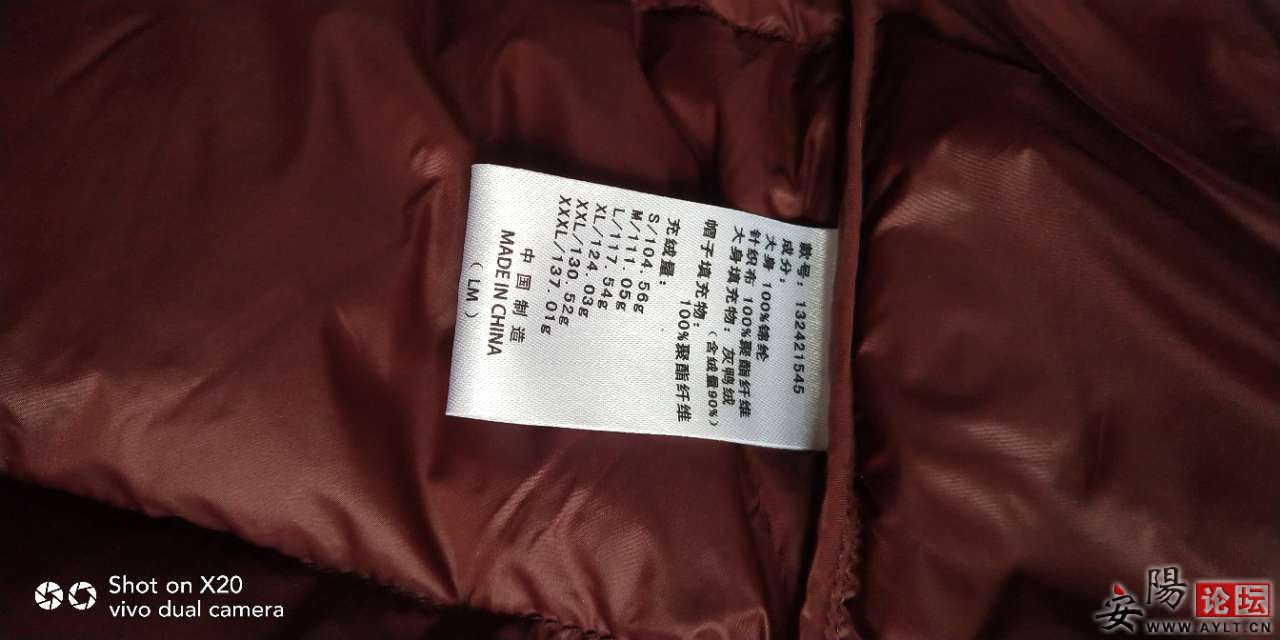 款号: 132421545
成分:
大身 100%锦纶
针织布 100%聚酯纤维
大身填充物: 灰鸭绒
(含绒量90%)
帽子填充物:
100%聚酯纤维
充绒量:
S/104.56g
M/111.05g
L/117.54g
XL/124.03g
XXL/130.52g
XXXL/137.01g
中国制造
MADE IN CHINA
(LM)
Shot on X20
vivo dual camera
安陽论坛
WWW.AYLT.CN